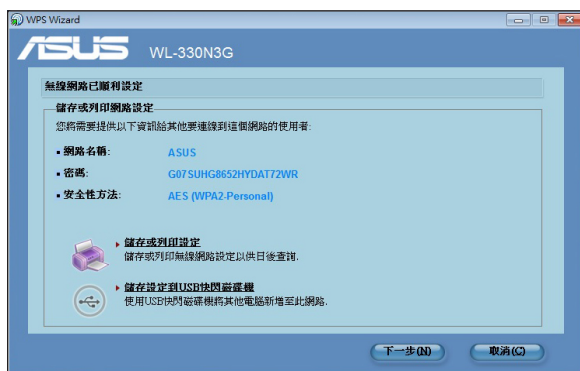 WPS Wizard
ASUS WL-330N3G
無線網路已順利設定
儲存或列印網路設定
您將需要提供以下資訊給其他要連線到這個網路的使用者:
▪ 網路名稱: ASUS
▪ 密碼: G07SUHG8652HYDAT72WR
▪ 安全性方法: AES (WPA2-Personal)
儲存或列印設定
儲存或列印無線網路設定以供日後查詢.
儲存設定到USB快閃磁碟機
使用USB快閃磁碟機將其他電腦新增至此網路.
下一步(N) 取消(C)